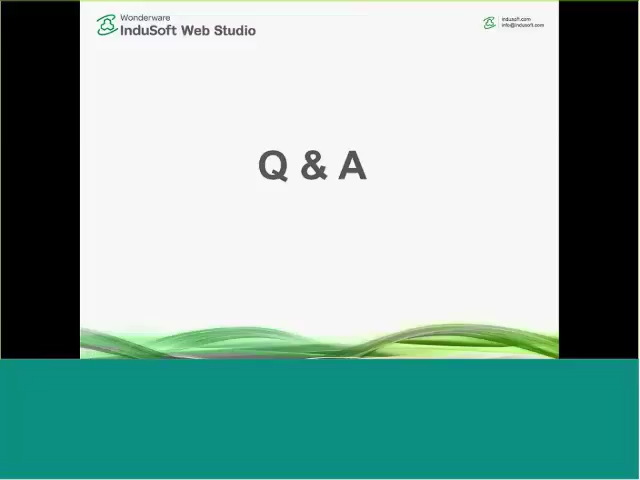 Wonderware
InduSoft Web Studio
indusoft.com
info@indusoft.com
Q & A